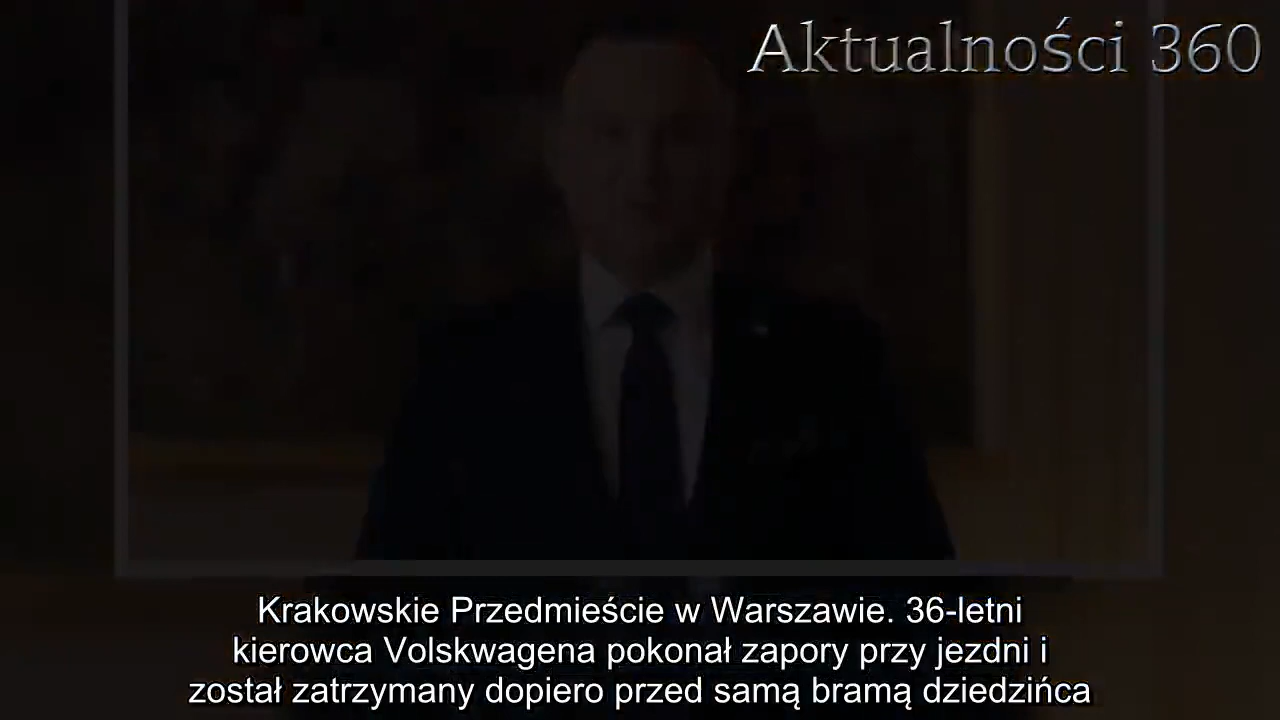 Aktualności 360
Krakowskie Przedmieście w Warszawie. 36-letni
kierowca Volskwagena pokonał zapory przy jezdni i
został zatrzymany dopiero przed samą bramą dziedzińca